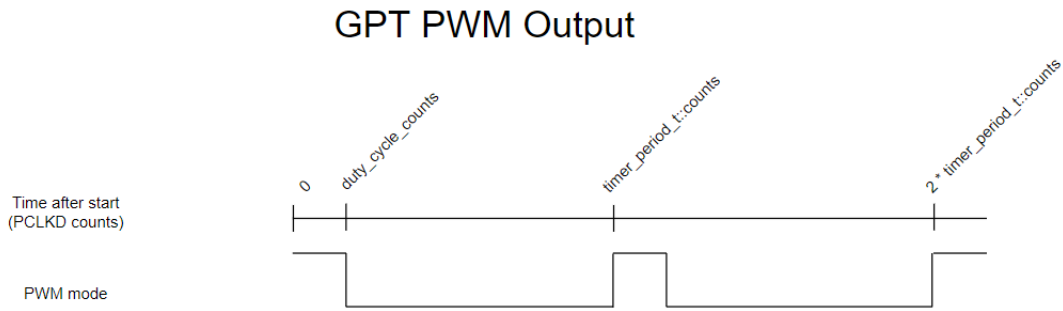 GPT PWM Output
0
duty_cycle_counts
timer_period_t::counts
2 * timer_period_t::counts
Time after start
(PCLKD counts)
PWM mode